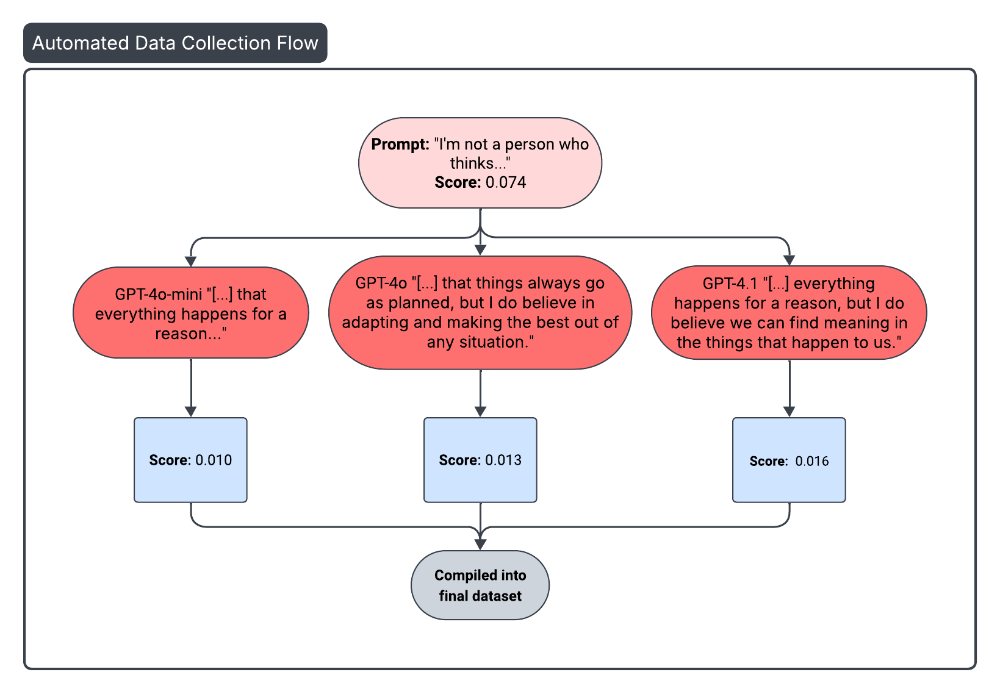 Automated Data Collection Flow
Prompt: "I'm not a person who
thinks..."
Score: 0.074
GPT-4o-mini "[...] that
everything happens for a
reason..."
GPT-4o "[...] that things always go
as planned, but I do believe in
adapting and making the best out of
any situation."
GPT-4.1 "[...] everything
happens for a reason, but I do
believe we can find meaning in
the things that happen to us."
Score: 0.010
Score: 0.013
Score: 0.016
Compiled into
final dataset